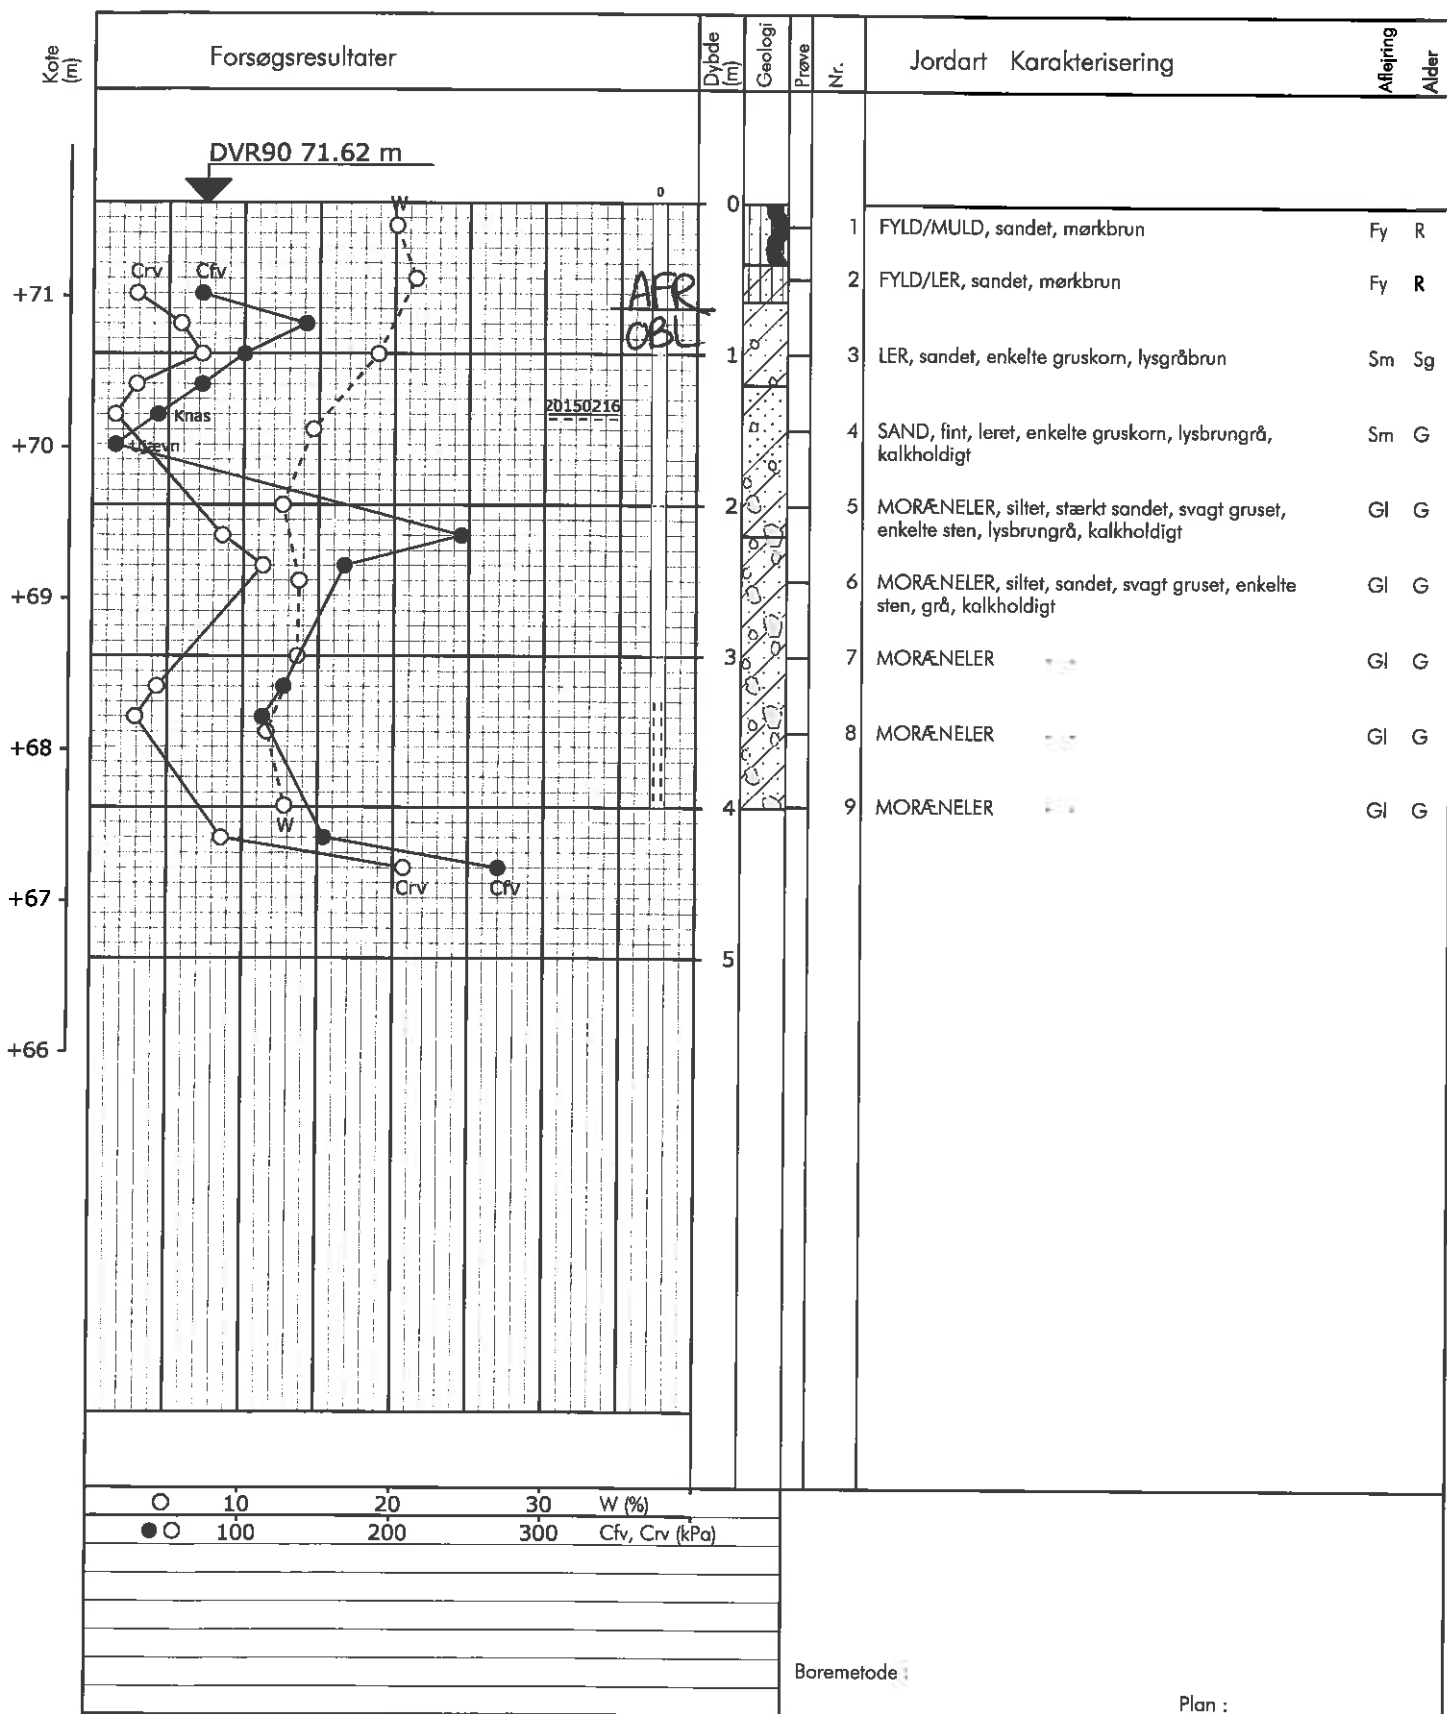 Kote (m)
Forsøgsresultater
Dybde (m)
Geologi
Prøve
Nr.
Jordart Karakterisering
Aflejring
Alder
DVR90 71.62 m
0
W
0
1 FYLD/MULD, sandet, mørkbrun Fy R
Crv Cfv
2 FYLD/LER, sandet, mørkbrun Fy R
+71
AFR
OBL
1
3 LER, sandet, enkelte gruskorn, lysgråbrun Sm Sg
20150216
Knas
+70
4 SAND, fint, leret, enkelte gruskorn, lysbrungrå,
kalkholdigt Sm G
2
5 MORÆNELER, siltet, stærkt sandet, svagt gruset,
enkelte sten, lysbrungrå, kalkholdigt Gl G
+69
6 MORÆNELER, siltet, sandet, svagt gruset, enkelte
sten, grå, kalkholdigt Gl G
3
7 MORÆNELER Gl G
+68
8 MORÆNELER Gl G
4
9 MORÆNELER Gl G
W
Crv Cfv
+67
5
+66
10 20 30 W (%)
100 200 300 Cfv, Crv (kPa)
Boremetode :
Plan :